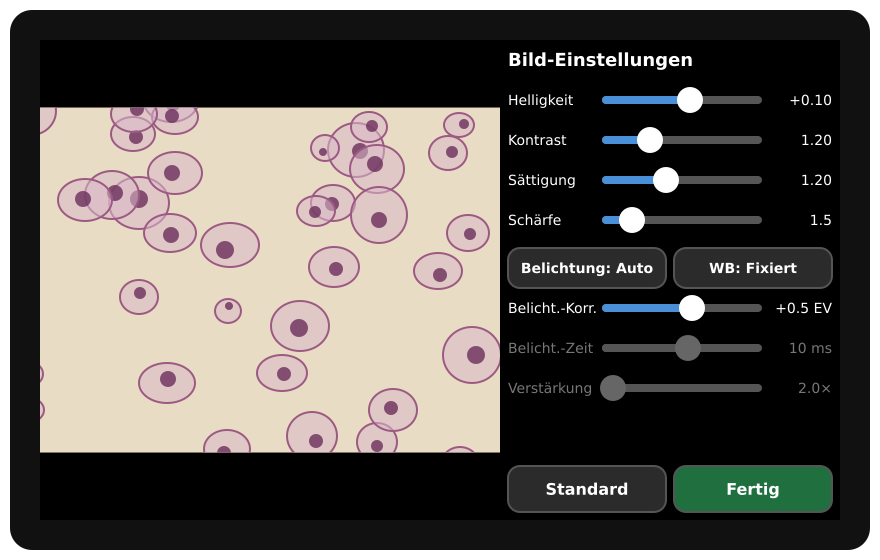 Bild-Einstellungen
Helligkeit +0.10
Kontrast 1.20
Sättigung 1.20
Schärfe 1.5
Belichtung: Auto WB: Fixiert
Belicht.-Korr. +0.5 EV
Belicht.-Zeit 10 ms
Verstärkung 2.0×
Standard Fertig